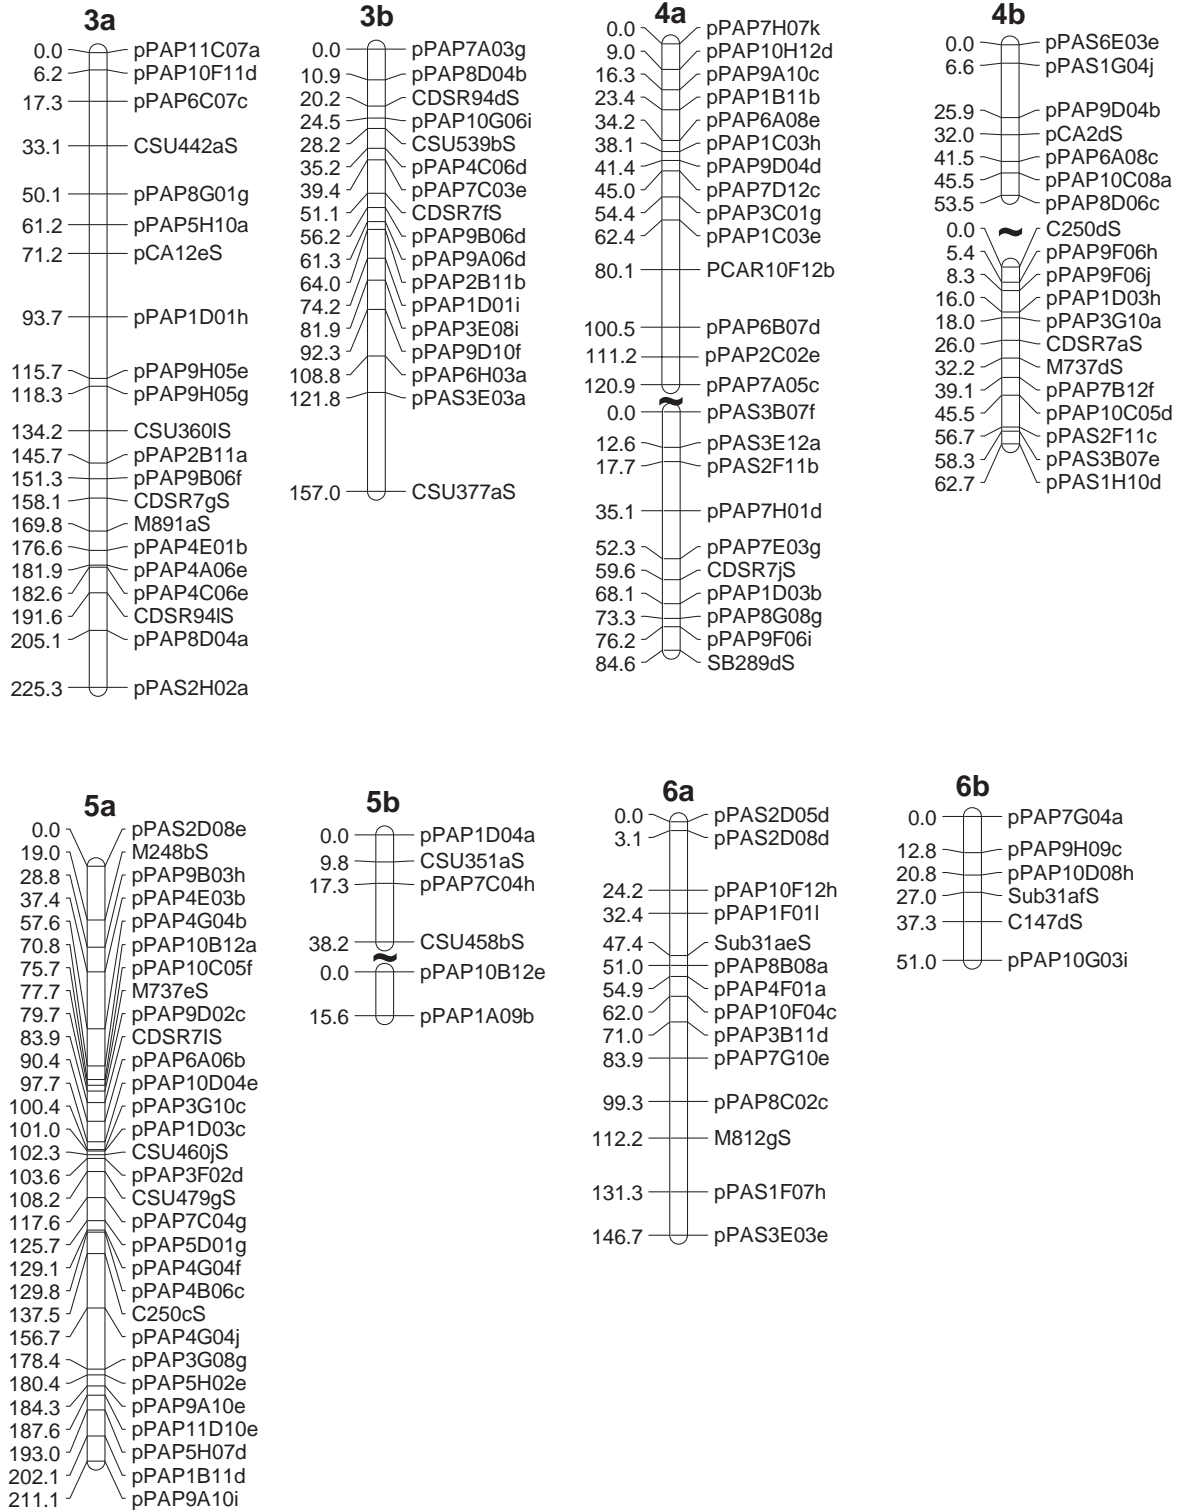 3a
0.0 pPAP11C07a
6.2 pPAP10F11d
17.3 pPAP6C07c
33.1 CSU442aS
50.1 pPAP8G01g
61.2 pPAP5H10a
71.2 pCA12eS
93.7 pPAP1D01h
115.7 pPAP9H05e
118.3 pPAP9H05g
134.2 CSU360lS
145.7 pPAP2B11a
151.3 pPAP9B06f
158.1 CDSR7gS
169.8 M891aS
176.6 pPAP4E01b
181.9 pPAP4A06e
182.6 pPAP4C06e
191.6 CDSR94lS
205.1 pPAP8D04a
225.3 pPAS2H02a
3b
0.0 pPAP7A03g
10.9 pPAP8D04b
20.2 CDSR94dS
24.5 pPAP10G06i
28.2 CSU539bS
35.2 pPAP4C06d
39.4 pPAP7C03e
51.1 CDSR7fS
56.2 pPAP9B06d
61.3 pPAP9A06d
64.0 pPAP2B11b
74.2 pPAP1D01i
81.9 pPAP3E08i
92.3 pPAP9D10f
108.8 pPAP6H03a
121.8 pPAS3E03a
157.0 CSU377aS
4a
0.0 pPAP7H07k
9.0 pPAP10H12d
16.3 pPAP9A10c
23.4 pPAP1B11b
34.2 pPAP6A08e
38.1 pPAP1C03h
41.4 pPAP9D04d
45.0 pPAP7D12c
54.4 pPAP3C01g
62.4 pPAP1C03e
80.1 PCAR10F12b
100.5 pPAP6B07d
111.2 pPAP2C02e
120.9 pPAP7A05c
~
0.0 pPAS3B07f
12.6 pPAS3E12a
17.7 pPAS2F11b
35.1 pPAP7H01d
52.3 pPAP7E03g
59.6 CDSR7jS
68.1 pPAP1D03b
73.3 pPAP8G08g
76.2 pPAP9F06i
84.6 SB289dS
4b
0.0 pPAS6E03e
6.6 pPAS1G04j
25.9 pPAP9D04b
32.0 pCA2dS
41.5 pPAP6A08c
45.5 pPAP10C08a
53.5 pPAP8D06c
~
0.0 C250dS
5.4 pPAP9F06h
8.3 pPAP9F06j
16.0 pPAP1D03h
18.0 pPAP3G10a
26.0 CDSR7aS
32.2 M737dS
39.1 pPAP7B12f
45.5 pPAP10C05d
56.7 pPAS2F11c
58.3 pPAS3B07e
62.7 pPAS1H10d
5a
0.0 pPAS2D08e
19.0 M248bS
28.8 pPAP9B03h
37.4 pPAP4E03b
57.6 pPAP4G04b
70.8 pPAP10B12a
75.7 pPAP10C05f
77.7 M737eS
79.7 pPAP9D02c
83.9 CDSR7lS
90.4 pPAP6A06b
97.7 pPAP10D04e
100.4 pPAP3G10c
101.0 pPAP1D03c
102.3 CSU460jS
103.6 pPAP3F02d
108.2 CSU479gS
117.6 pPAP7C04g
125.7 pPAP5D01g
129.1 pPAP4G04f
129.8 pPAP4B06c
137.5 C250cS
156.7 pPAP4G04j
178.4 pPAP3G08g
180.4 pPAP5H02e
184.3 pPAP9A10e
187.6 pPAP11D10e
193.0 pPAP5H07d
202.1 pPAP1B11d
211.1 pPAP9A10i
5b
0.0 pPAP1D04a
9.8 CSU351aS
17.3 pPAP7C04h
38.2 CSU458bS
~
0.0 pPAP10B12e
15.6 pPAP1A09b
6a
0.0 pPAS2D05d
3.1 pPAS2D08d
24.2 pPAP10F12h
32.4 pPAP1F01l
47.4 Sub31aeS
51.0 pPAP8B08a
54.9 pPAP4F01a
62.0 pPAP10F04c
71.0 pPAP3B11d
83.9 pPAP7G10e
99.3 pPAP8C02c
112.2 M812gS
131.3 pPAS1F07h
146.7 pPAS3E03e
6b
0.0 pPAP7G04a
12.8 pPAP9H09c
20.8 pPAP10D08h
27.0 Sub31afS
37.3 C147dS
51.0 pPAP10G03i